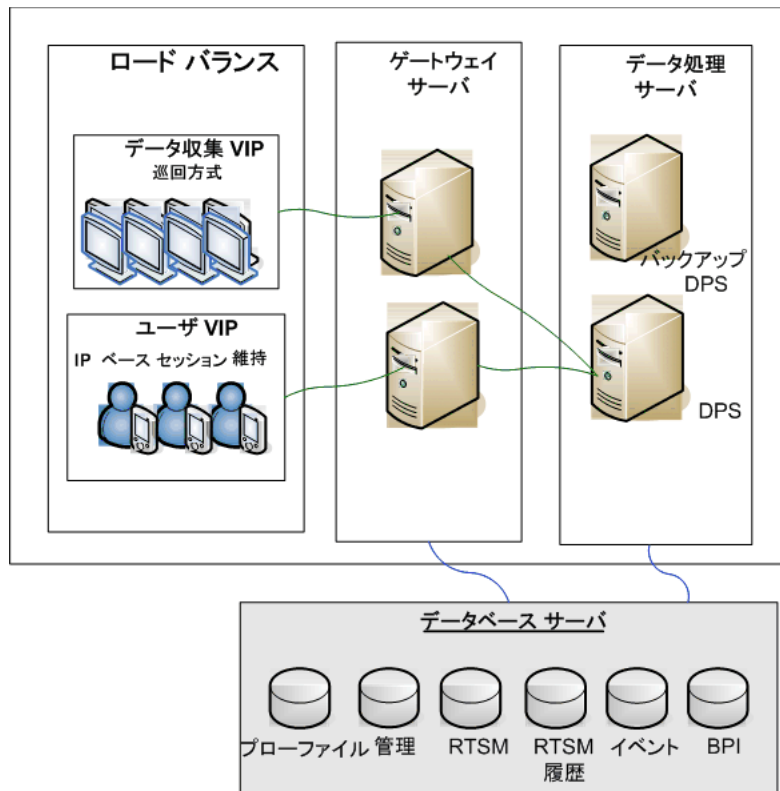 ロード バランス
データ収集 VIP
巡回方式
ユーザ VIP
IP ベース セッション 維持
ゲートウェイ
サーバ
データ処理
サーバ
バックアップ
DPS
DPS
データベース サーバ
プローファイル
管理
RTSM
RTSM
履歴
イベント
BPI